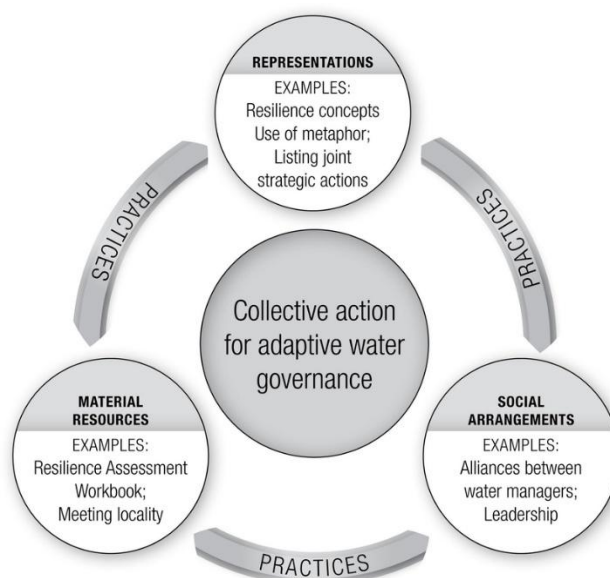 REPRESENTATIONS
EXAMPLES:
Resilience concepts
Use of metaphor;
Listing joint
strategic actions
PRACTICES
PRACTICES
Collective action
for adaptive water
governance
MATERIAL
RESOURCES
EXAMPLES:
Resilience Assessment
Workbook;
Meeting locality
SOCIAL
ARRANGEMENTS
EXAMPLES:
Alliances between
water managers;
Leadership
PRACTICES